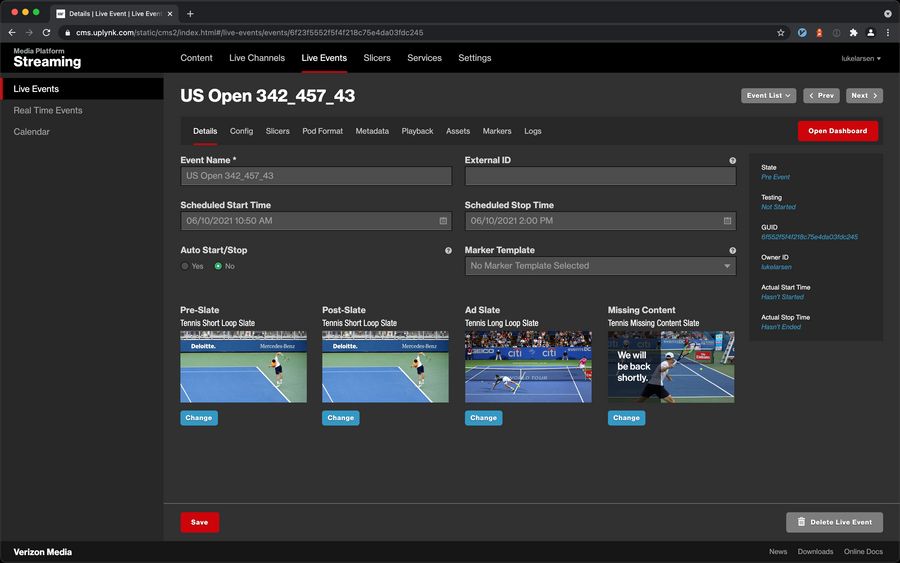 Details | Live Event | Live Event
cms.uplynk.com/static/cms2/index.html#/live-events/events/6f23f5552f5f4f218c75e4da03fdc245
Media Platform
Streaming
Content Live Channels Live Events Slicers Services Settings
lukelarsen
Live Events
Real Time Events
Calendar
US Open 342_457_43
Event List Prev Next
Details Config Slicers Pod Format Metadata Playback Assets Markers Logs
Open Dashboard
Event Name *
US Open 342_457_43
External ID
Scheduled Start Time
06/10/2021 10:50 AM
Scheduled Stop Time
06/10/2021 2:00 PM
Auto Start/Stop
Yes No
Marker Template
No Marker Template Selected
State
Pre Event
Testing
Not Started
GUID
6f552f5f4f218c75e4da03fdc245
Owner ID
lukelarsen
Actual Start Time
Hasn't Started
Actual Stop Time
Hasn't Ended
Pre-Slate
Tennis Short Loop Slate
Deloitte. Mercedes-Benz
Change
Post-Slate
Tennis Short Loop Slate
Deloitte. Mercedes-Benz
Change
Ad Slate
Tennis Long Loop Slate
GEICO citi citi
WORLD TOUR
Change
Missing Content
Tennis Missing Content Slate
We will
be back
shortly.
Change
Save
Delete Live Event
Verizon Media
News Downloads Online Docs